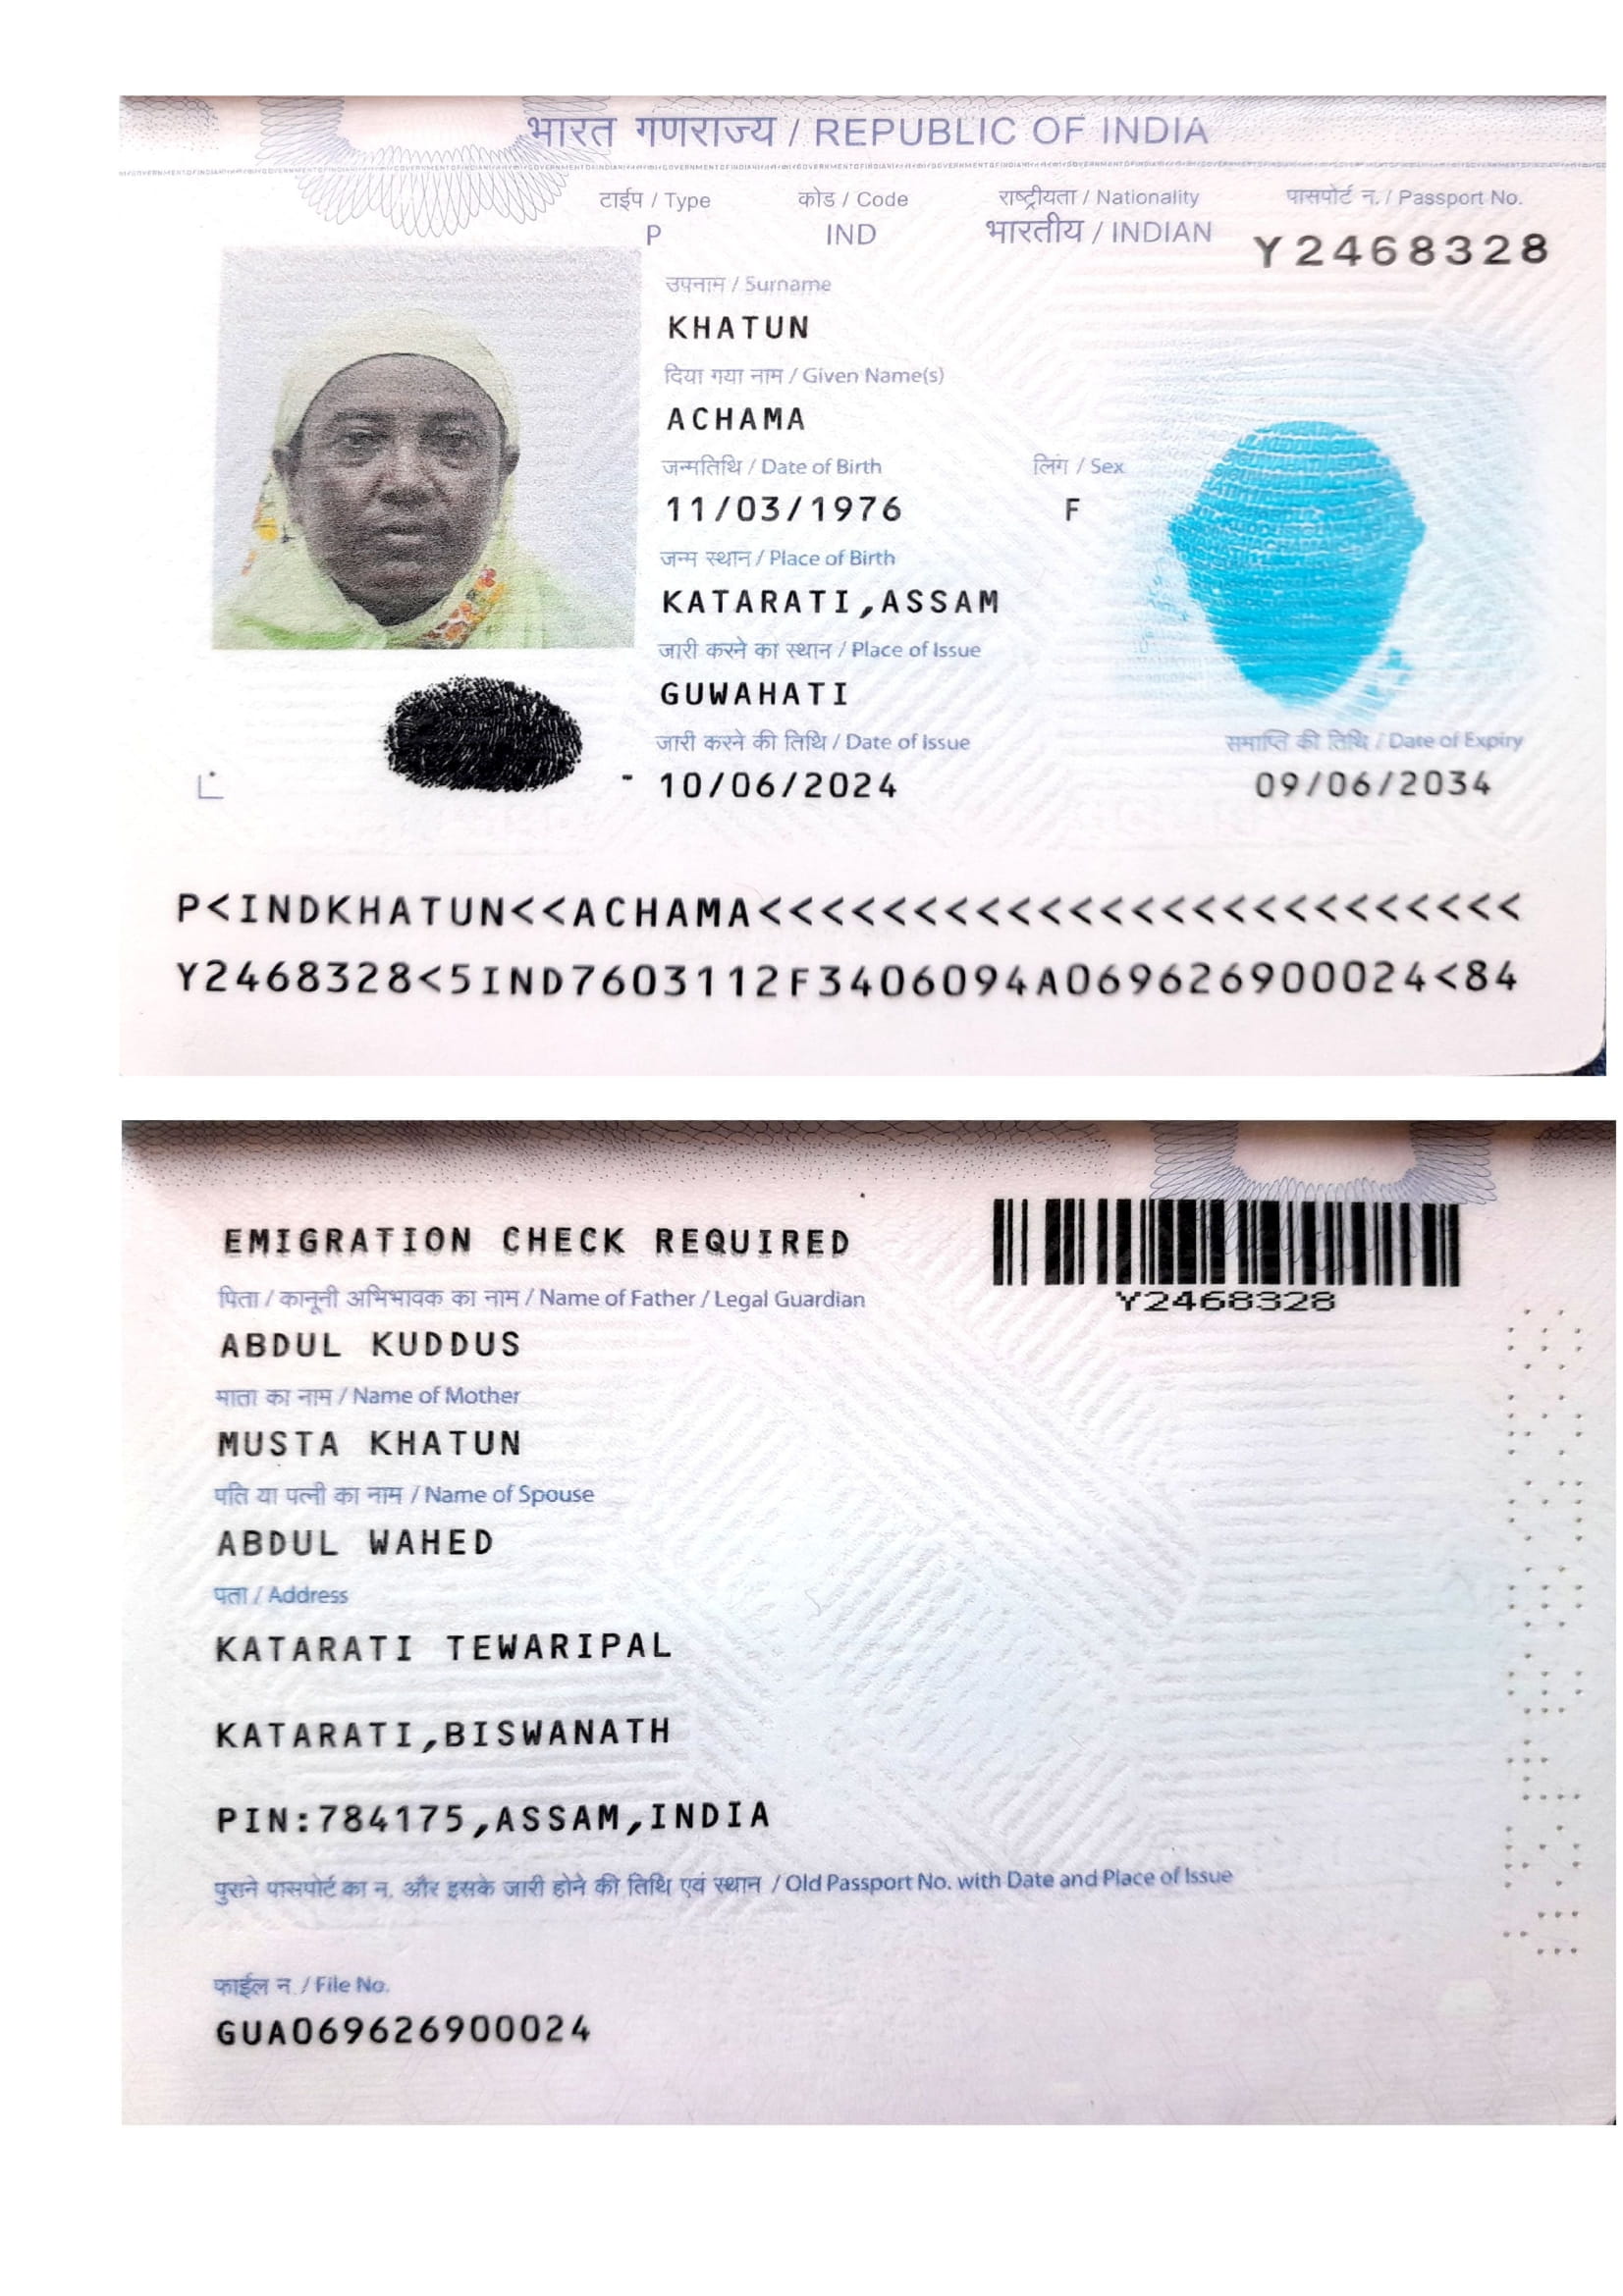 भारत गणराज्य / REPUBLIC OF INDIA
टाईप / Type कोड / Code राष्ट्रीयता / Nationality पासपोर्ट न. / Passport No.
P IND भारतीय / INDIAN Y2468328
उपनाम / Surname
KHATUN
दिया गया नाम / Given Name(s)
ACHAMA
जन्मतिथि / Date of Birth लिंग / Sex
11/03/1976 F
जन्म स्थान / Place of Birth
KATARATI,ASSAM
जारी करने का स्थान / Place of Issue
GUWAHATI
जारी करने की तिथि / Date of Issue समाप्ति की तिथि / Date of Expiry
10/06/2024 09/06/2034
P<INDKHATUN<<ACHAMA<<<<<<<<<<<<<<<<<<<<<<<<<
Y2468328<5IND7603112F3406094A069626900024<84
EMIGRATION CHECK REQUIRED
Y2468328
पिता / कानूनी अभिभावक का नाम / Name of Father / Legal Guardian
ABDUL KUDDUS
माता का नाम / Name of Mother
MUSTA KHATUN
पति या पत्नी का नाम / Name of Spouse
ABDUL WAHED
पता / Address
KATARATI TEWARIPAL
KATARATI,BISWANATH
PIN:784175,ASSAM,INDIA
पुराने पासपोर्ट का न. और इसके जारी होने की तिथि एवं स्थान / Old Passport No. with Date and Place of Issue
फाईल न. / File No.
GUA069626900024